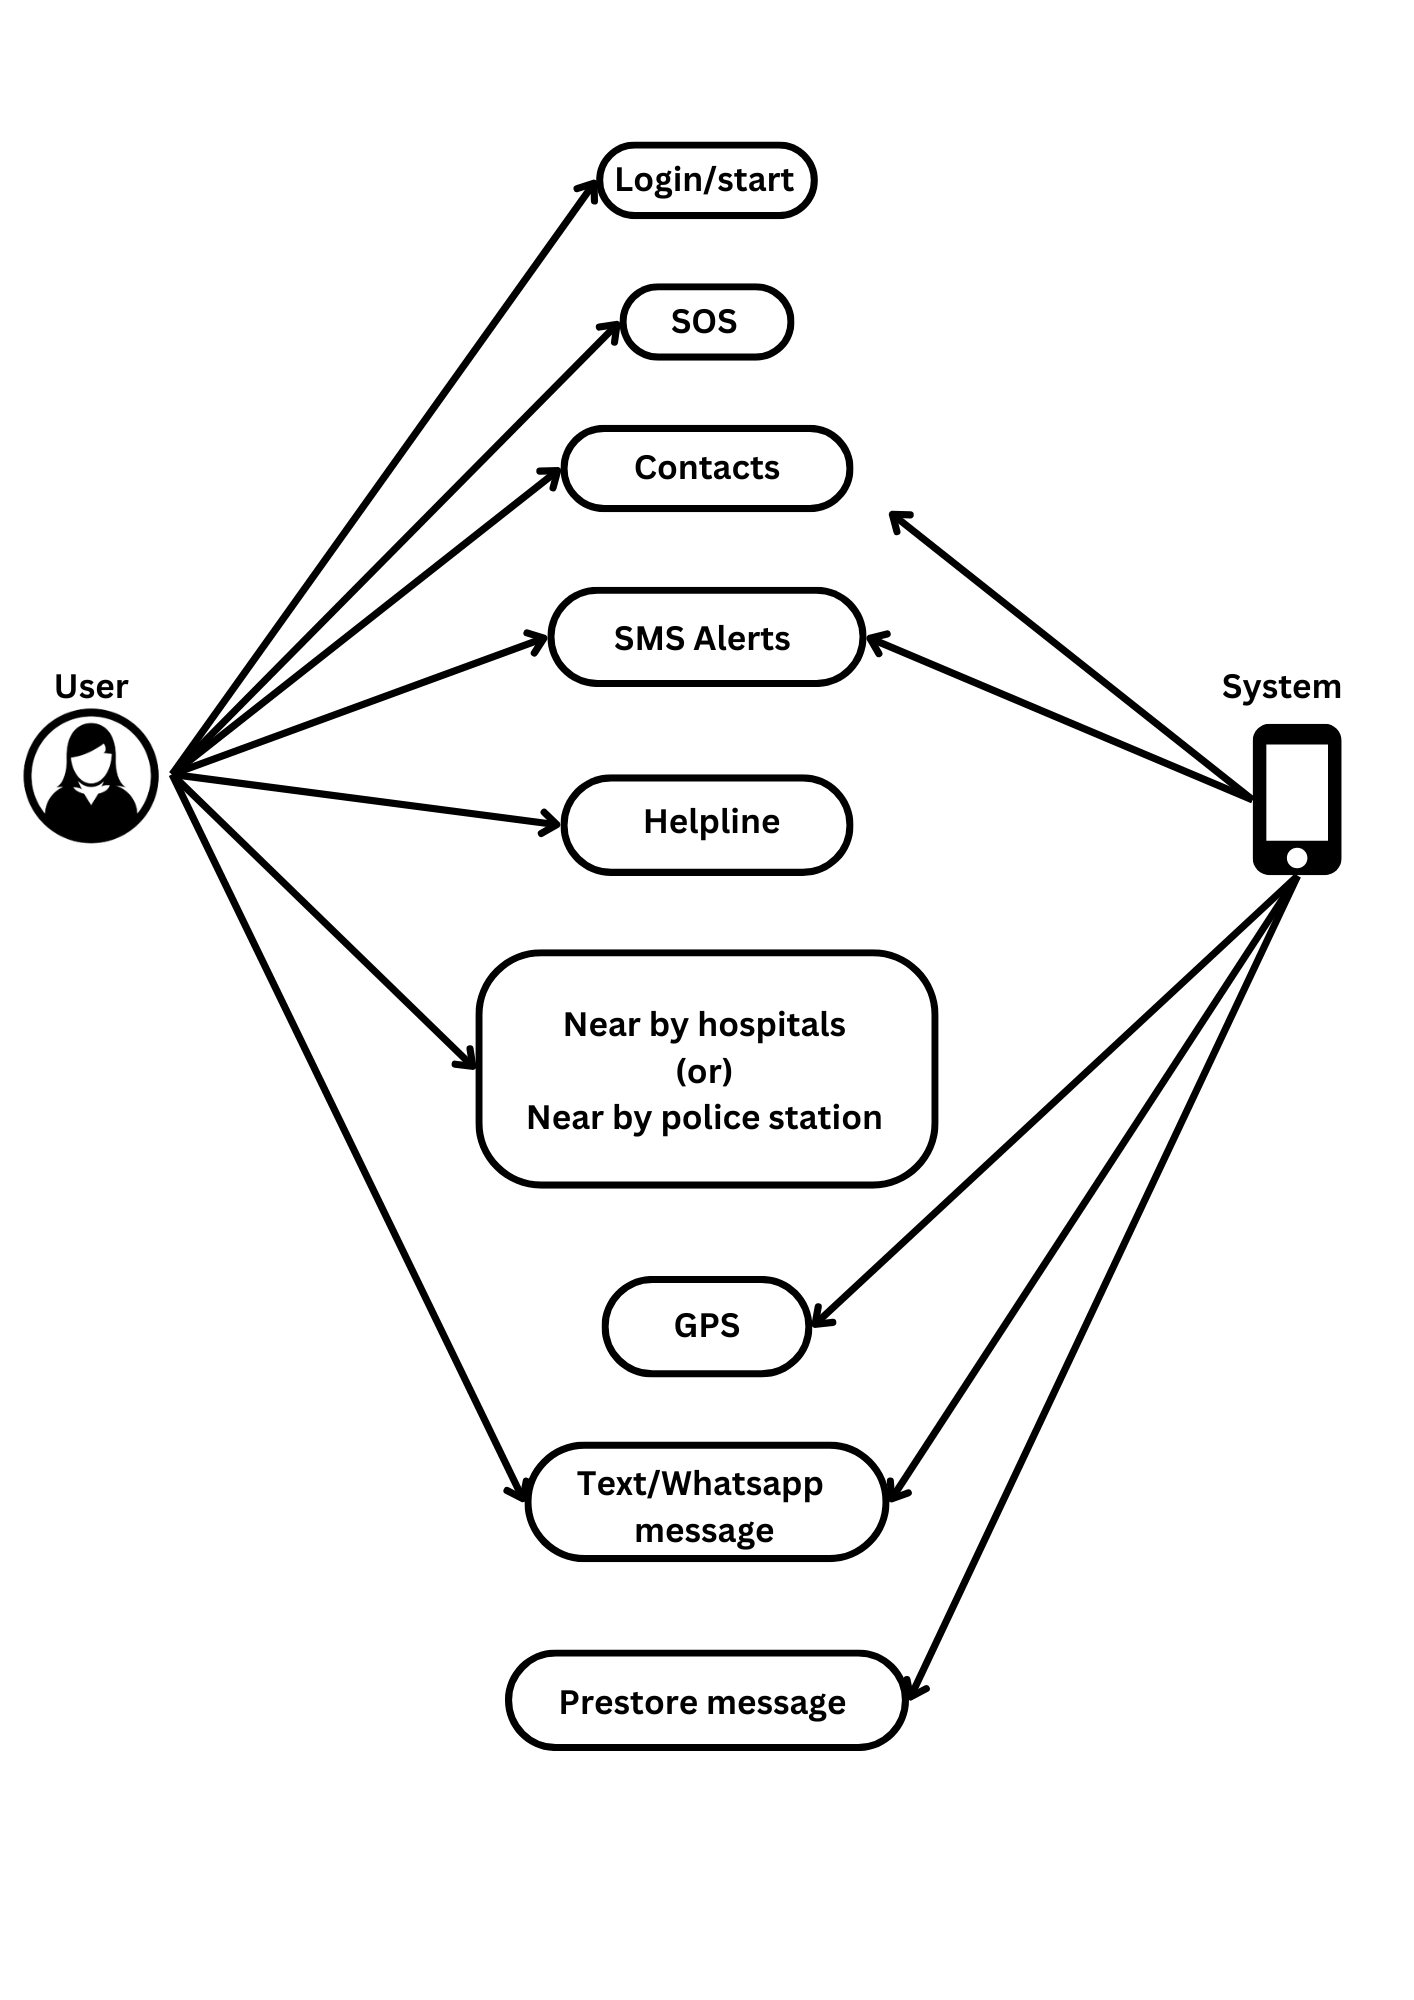 Login/start
SOS
Contacts
SMS Alerts
User
System
Helpline
Near by hospitals
(or)
Near by police station
GPS
Text/Whatsapp
message
Prestore message